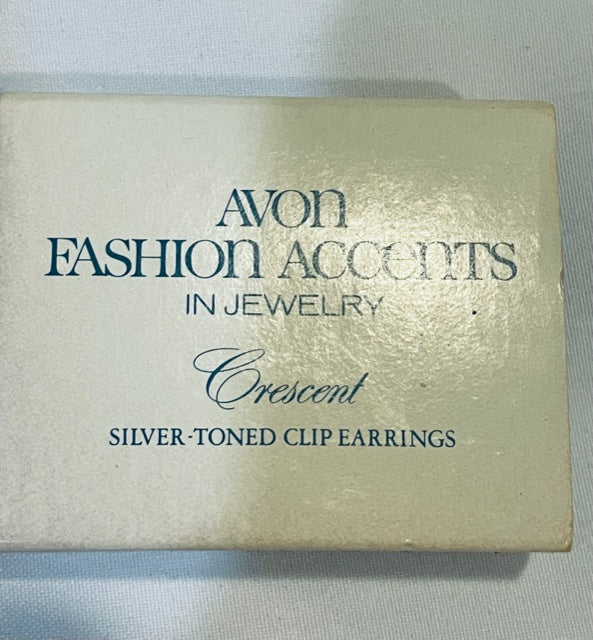 AVON
FASHION ACCENTS
IN JEWELRY
Crescent
SILVER-TONED CLIP EARRINGS